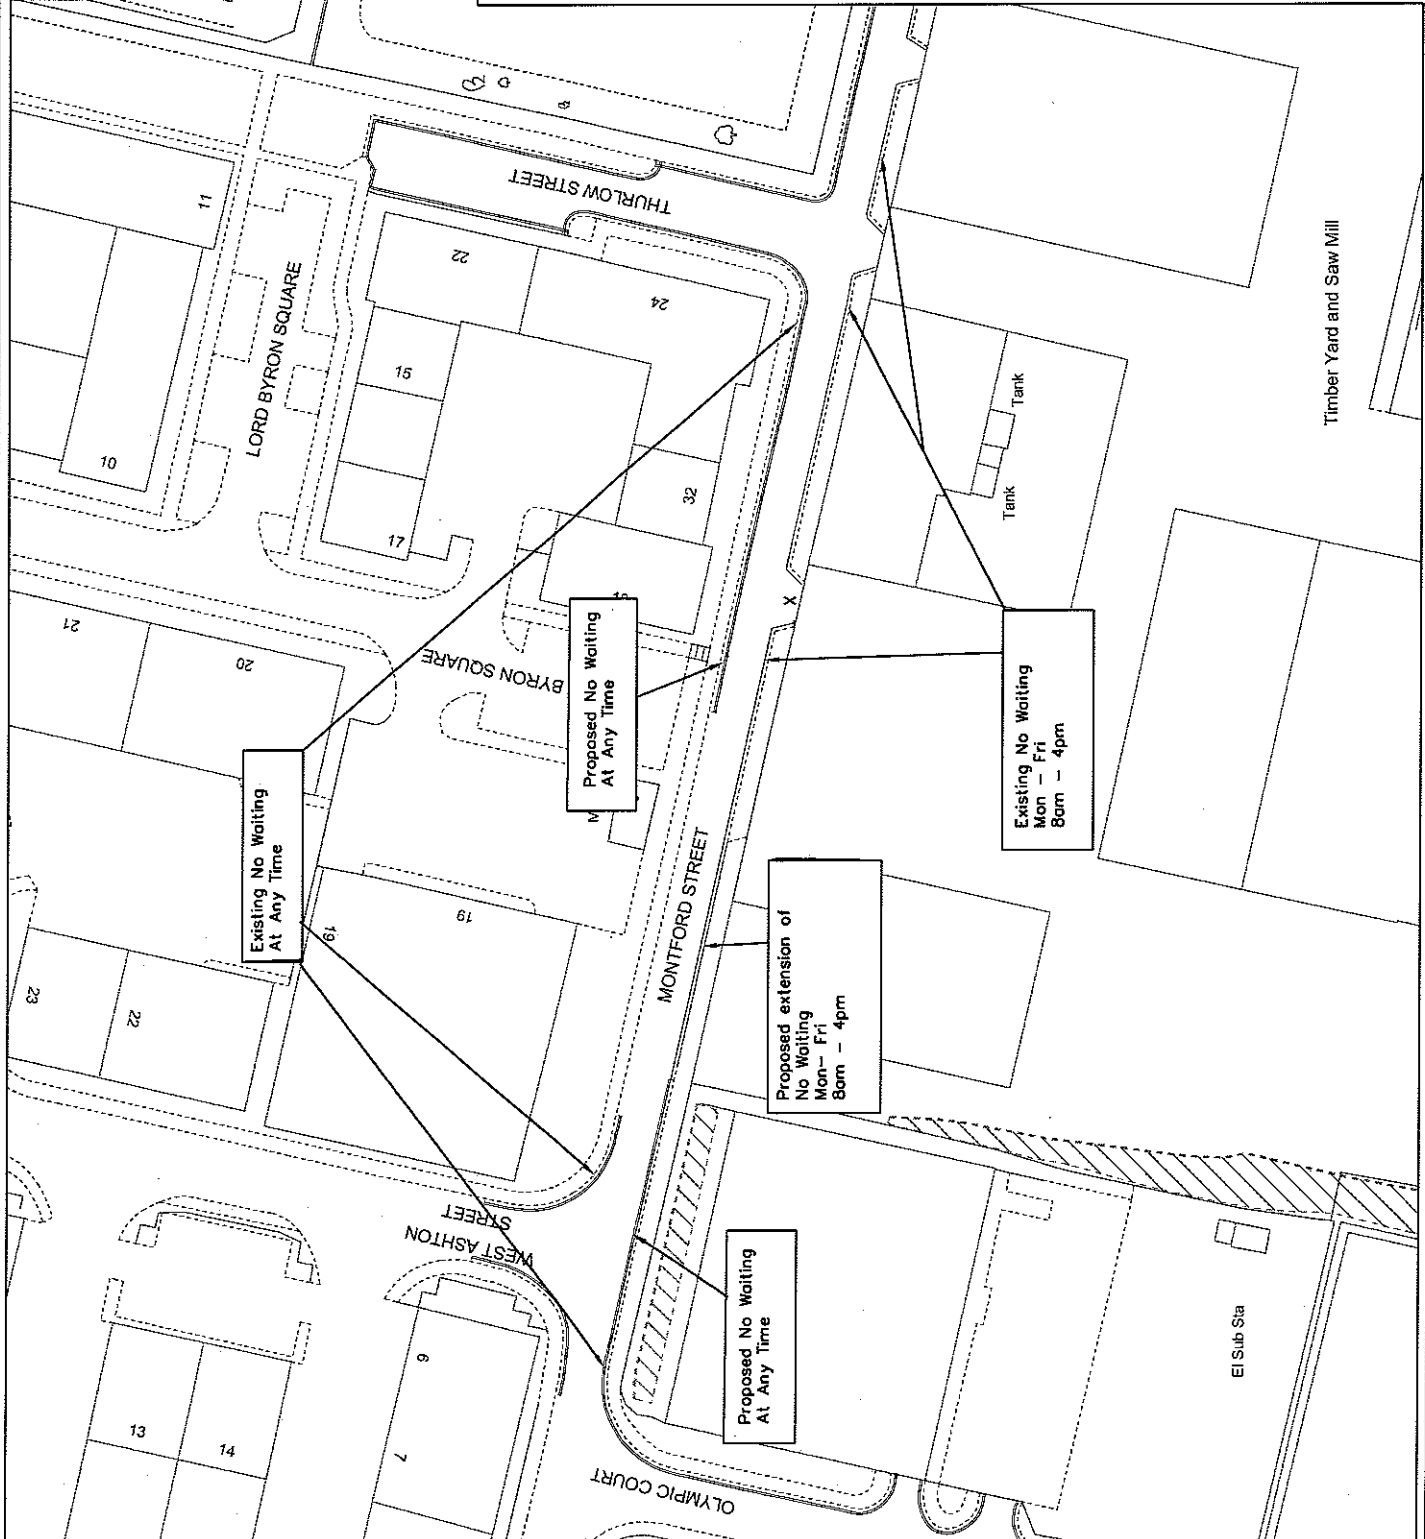 THURLOW STREET
LORD BYRON SQUARE
11
10
22
24
15
17
32
21
20
BYRON SQUARE
Existing No Waiting
At Any Time
Proposed No Waiting
At Any Time
Existing No Waiting
Mon - Fri
8am - 4pm
Proposed extension of
No Waiting
Mon- Fri
8am - 4pm
Proposed No Waiting
At Any Time
MONTFORD STREET
X
M
Tank
Tank
Timber Yard and Saw Mill
19
19
23
22
WEST ASHTON
STREET
13
14
6
7
OLYMPIC COURT
El Sub Sta